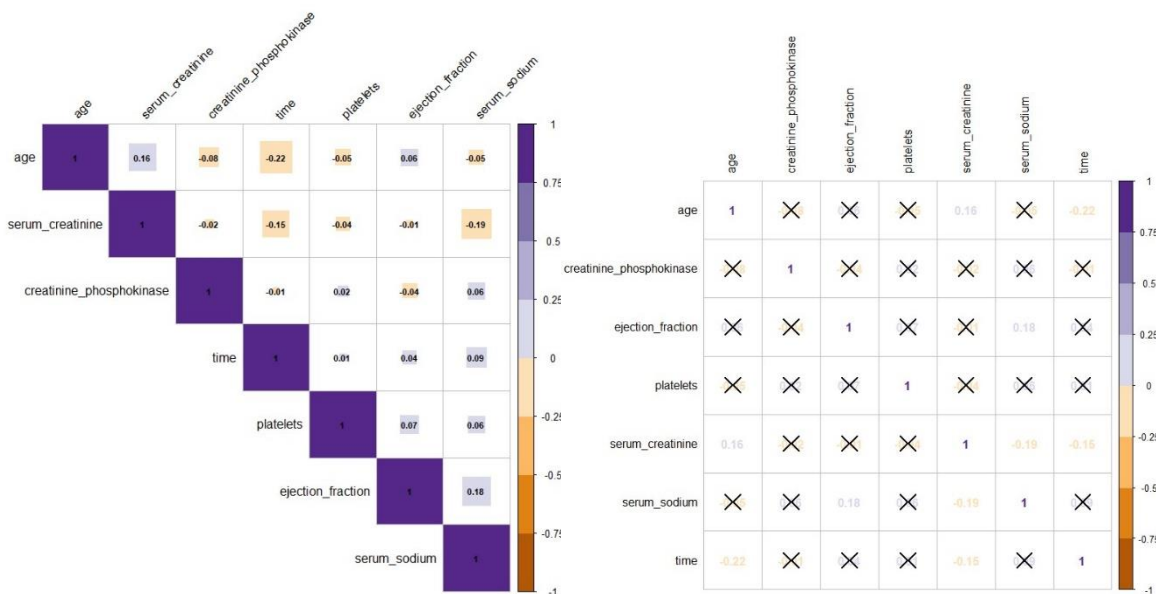 age serum_creatinine creatinine_phosphokinase time platelets ejection_fraction serum_sodium
age 1 0.16 -0.08 -0.22 -0.05 0.06 -0.05
serum_creatinine 1 -0.02 -0.15 -0.04 -0.01 -0.19
creatinine_phosphokinase 1 -0.01 0.02 -0.04 0.06
time 1 0.01 0.04 0.09
platelets 1 0.07 0.06
ejection_fraction 1 0.18
serum_sodium 1
1
0.75
0.5
0.25
0
-0.25
-0.5
-0.75
-1
age creatinine_phosphokinase ejection_fraction platelets serum_creatinine serum_sodium time
age 1 0.16 -0.22
creatinine_phosphokinase 1
ejection_fraction 1 0.18
platelets 1
serum_creatinine 0.16 1 -0.19 -0.15
serum_sodium 0.18 -0.19 1
time -0.22 -0.15 1
1
0.75
0.5
0.25
0
-0.25
-0.5
-0.75
-1